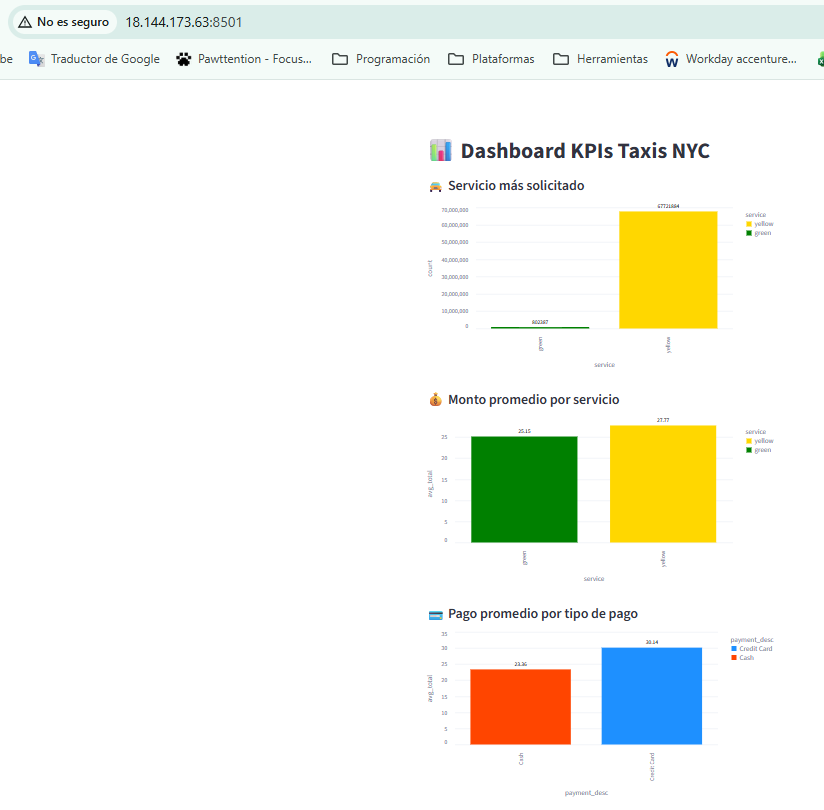 No es seguro 18.144.173.63:8501
be Traductor de Google Pawttention - Focus... Programación Plataformas Herramientas Workday accenture...
Dashboard KPIs Taxis NYC
Servicio más solicitado
67721884
70,000,000
60,000,000
50,000,000
40,000,000
30,000,000
20,000,000
10,000,000
0
count
802387
green
yellow
service
service
yellow
green
Monto promedio por servicio
27.77
25.15
25
20
15
10
5
0
avg_total
green
yellow
service
service
yellow
green
Pago promedio por tipo de pago
35
30
25
20
15
10
5
0
avg_total
23.36
30.14
Cash
Credit Card
payment_desc
payment_desc
Credit Card
Cash